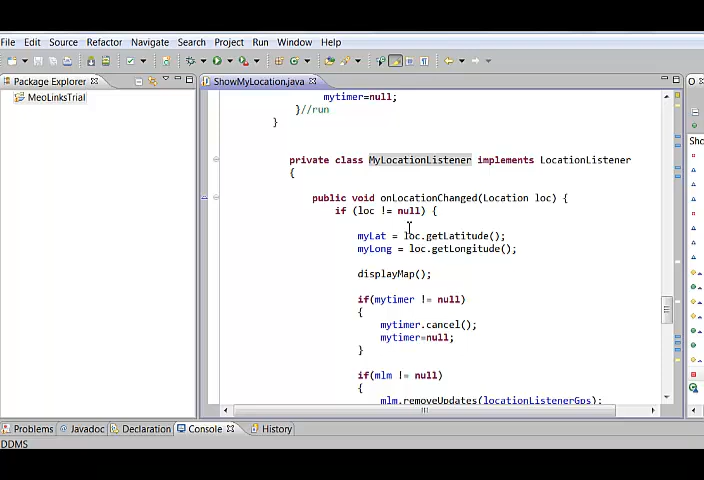 File Edit Source Refactor Navigate Search Project Run Window Help
Package Explorer
ShowMyLocation.java
MeoLinksTrial
mytimer=null;
}//run
}
private class MyLocationListener implements LocationListener
{
public void onLocationChanged(Location loc) {
if (loc != null) {
myLat = loc.getLatitude();
myLong = loc.getLongitude();
displayMap();
if(mytimer != null)
{
mytimer.cancel();
mytimer=null;
}
if(mlm != null)
{
mlm.removeUpdates(locationListenerGps);
O
Sho
Problems Javadoc Declaration Console History
DDMS